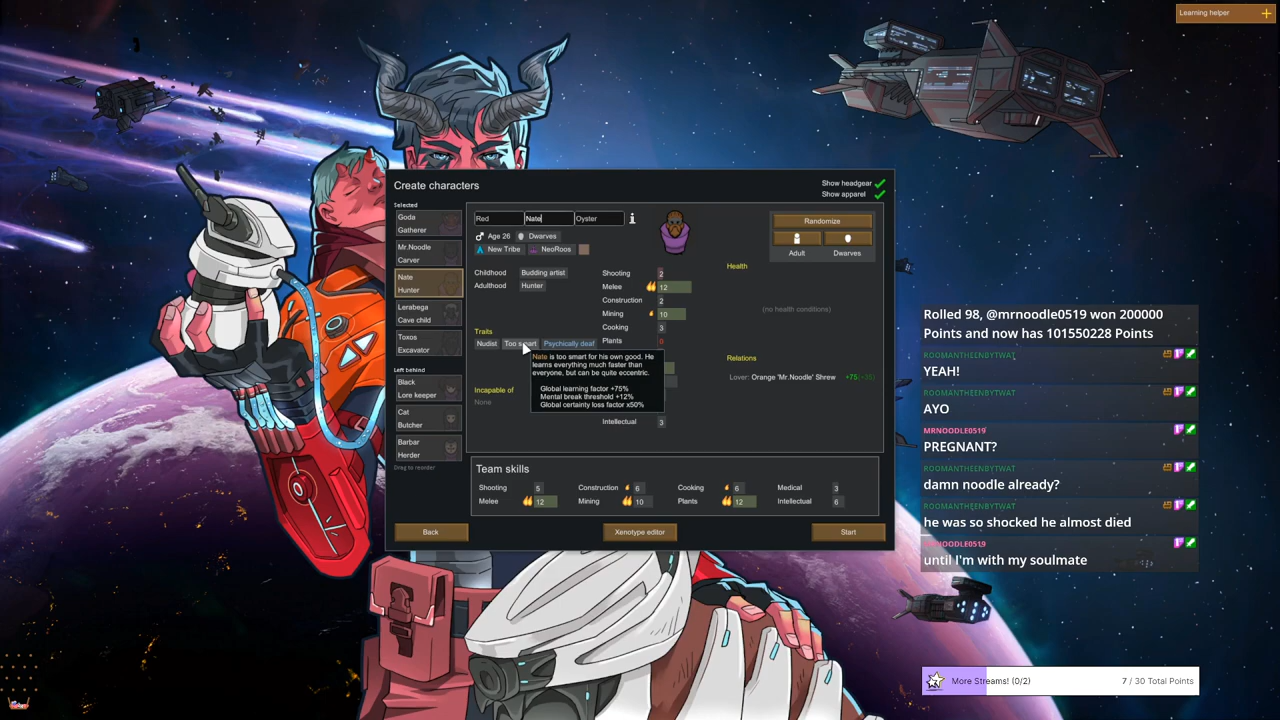 Learning helper
Create characters
Show headgear
Show apparel
Selected
Goda
Gatherer
Mr.Noodle
Carver
Nate
Hunter
Lerabega
Cave child
Toxos
Excavator
Left behind
Black
Lore keeper
Cat
Butcher
Barbar
Herder
Drag to reorder
Red
Nate
Oyster
Age 26
Dwarves
New Tribe
NeoRoos
Childhood
Budding artist
Adulthood
Hunter
Traits
Nudist
Too smart
Psychically deaf
Incapable of
None
Shooting 2
Melee 12
Construction 2
Mining 10
Cooking 3
Plants 0
Intellectual 3
Nate is too smart for his own good. He
learns everything much faster than
everyone, but can be quite eccentric.
Global learning factor +75%
Mental break threshold +12%
Global certainty loss factor x50%
Randomize
Adult
Dwarves
Health
(no health conditions)
Relations
Lover: Orange 'Mr.Noodle' Shrew +75
Team skills
Shooting 5 Construction 6 Cooking 6 Medical 3
Melee 12 Mining 10 Plants 12 Intellectual 6
Back
Xenotype editor
Start
Rolled 98, @mrnoodle0519 won 200000
Points and now has 101550228 Points
ROOMANTHEENBYTWAT
YEAH!
ROOMANTHEENBYTWAT
AYO
MRNOODLE0519
PREGNANT?
ROOMANTHEENBYTWAT
damn noodle already?
ROOMANTHEENBYTWAT
he was so shocked he almost died
MRNOODLE0519
until I'm with my soulmate
More Streams! (0/2)
7 / 30 Total Points